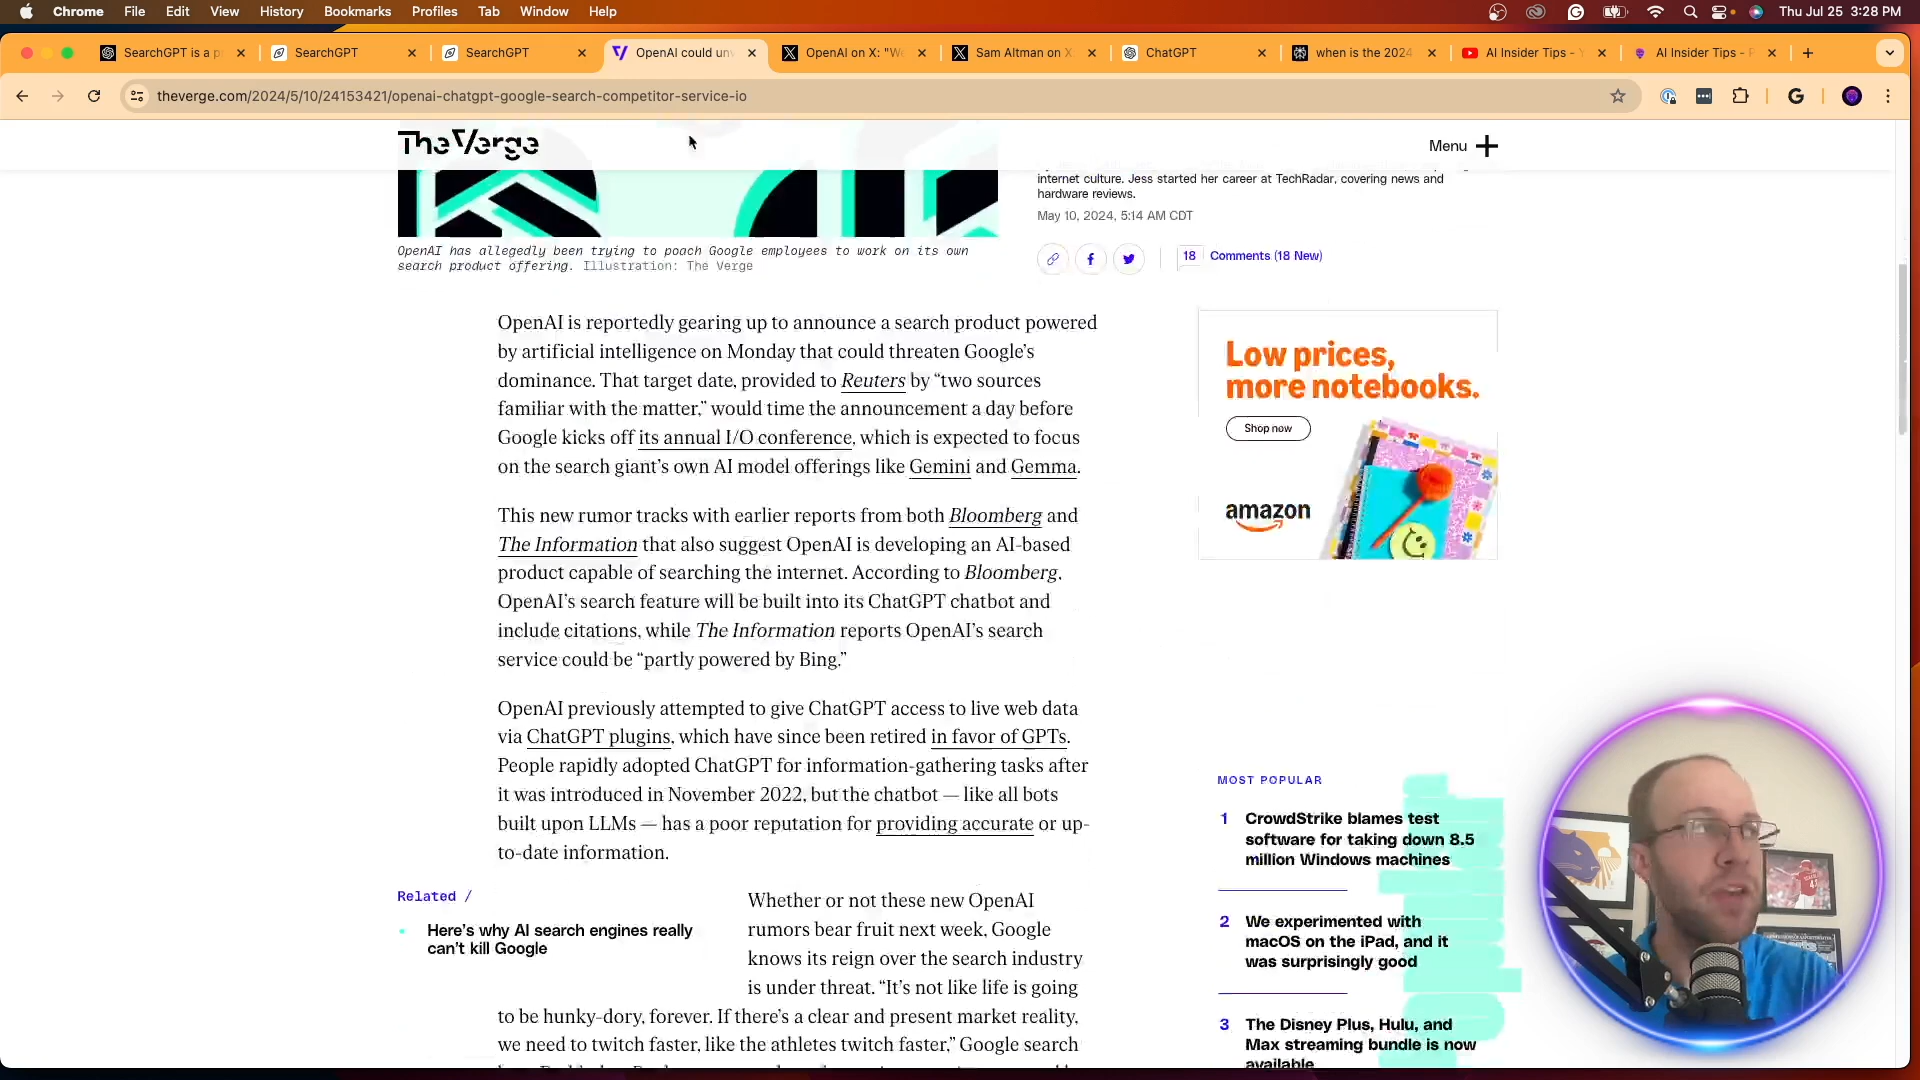 Chrome File Edit View History Bookmarks Profiles Tab Window Help Thu Jul 25 3:28 PM
SearchGPT is a p SearchGPT SearchGPT OpenAI could unv OpenAI on X: "We Sam Altman on X ChatGPT when is the 2024 AI Insider Tips - Y AI Insider Tips - P
theverge.com/2024/5/10/24153421/openai-chatgpt-google-search-competitor-service-io
The Verge
Menu
internet culture. Jess started her career at TechRadar, covering news and
hardware reviews.
May 10, 2024, 5:14 AM CDT
18 Comments (18 New)
OpenAI has allegedly been trying to poach Google employees to work on its own
search product offering. Illustration: The Verge
OpenAI is reportedly gearing up to announce a search product powered
by artificial intelligence on Monday that could threaten Google's
dominance. That target date, provided to Reuters by “two sources
familiar with the matter,” would time the announcement a day before
Google kicks off its annual I/O conference, which is expected to focus
on the search giant's own AI model offerings like Gemini and Gemma.
This new rumor tracks with earlier reports from both Bloomberg and
The Information that also suggest OpenAI is developing an AI-based
product capable of searching the internet. According to Bloomberg,
OpenAI's search feature will be built into its ChatGPT chatbot and
include citations, while The Information reports OpenAI's search
service could be “partly powered by Bing.”
OpenAI previously attempted to give ChatGPT access to live web data
via ChatGPT plugins, which have since been retired in favor of GPTs.
People rapidly adopted ChatGPT for information-gathering tasks after
it was introduced in November 2022, but the chatbot — like all bots
built upon LLMs — has a poor reputation for providing accurate or up-
to-date information.
Related /
Here's why AI search engines really
can't kill Google
Whether or not these new OpenAI
rumors bear fruit next week, Google
knows its reign over the search industry
is under threat. “It's not like life is going
to be hunky-dory, forever. If there's a clear and present market reality,
we need to twitch faster, like the athletes twitch faster,” Google search
Low prices,
more notebooks.
Shop now
amazon
MOST POPULAR
1 CrowdStrike blames test
software for taking down 8.5
million Windows machines
2 We experimented with
macOS on the iPad, and it
was surprisingly good
3 The Disney Plus, Hulu, and
Max streaming bundle is now
available